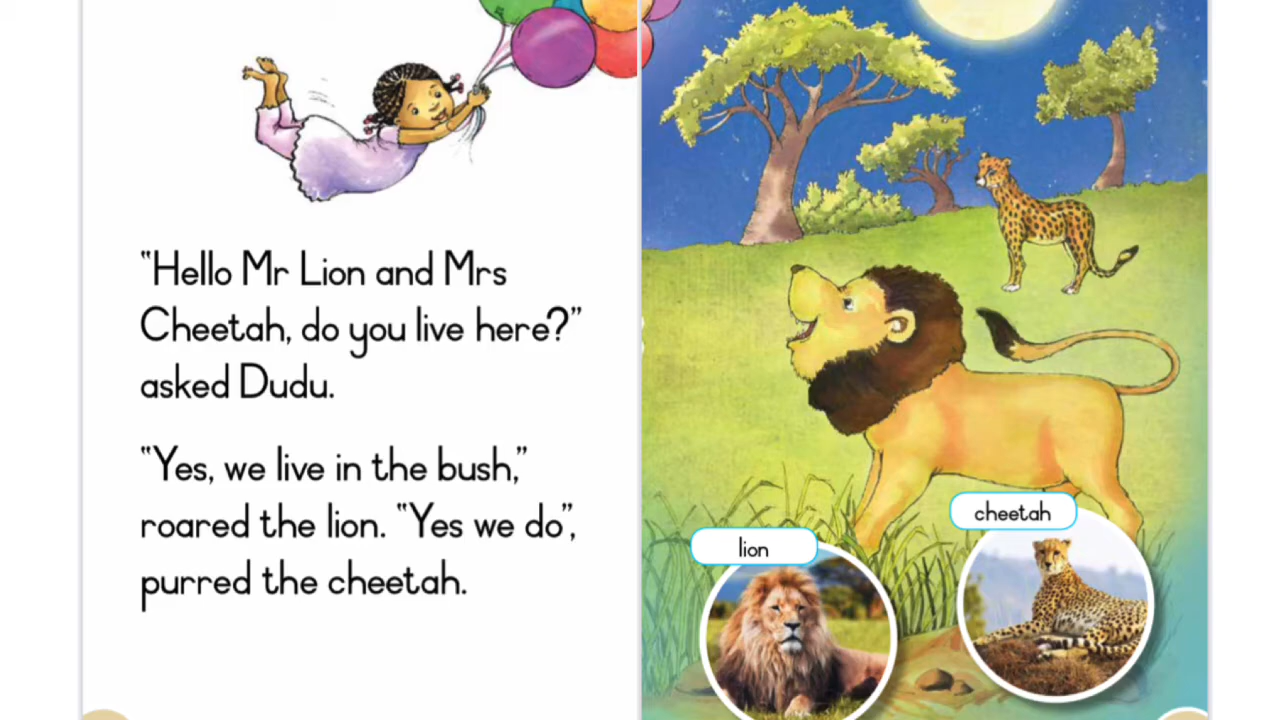 “Hello Mr Lion and Mrs
Cheetah, do you live here?”
asked Dudu.
“Yes, we live in the bush,”
roared the lion. “Yes we do”,
purred the cheetah.
lion
cheetah